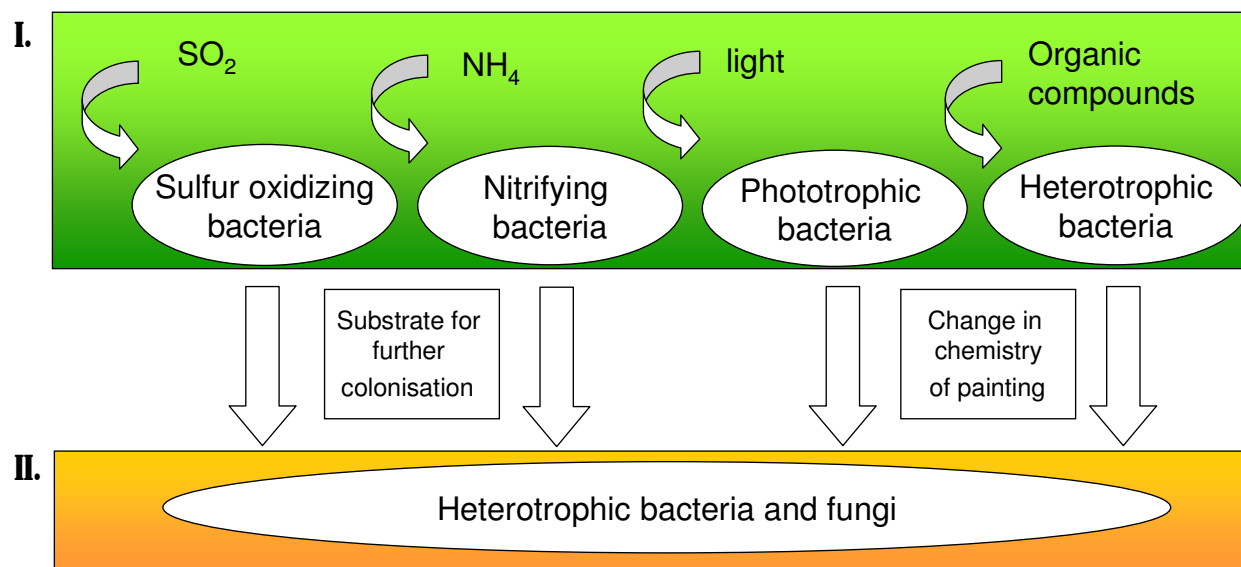 I.
SO₂
NH₄
light
Organic
compounds
Sulfur oxidizing
bacteria
Nitrifying
bacteria
Phototrophic
bacteria
Heterotrophic
bacteria
Substrate for
further
colonisation
Change in
chemistry
of painting
II.
Heterotrophic bacteria and fungi